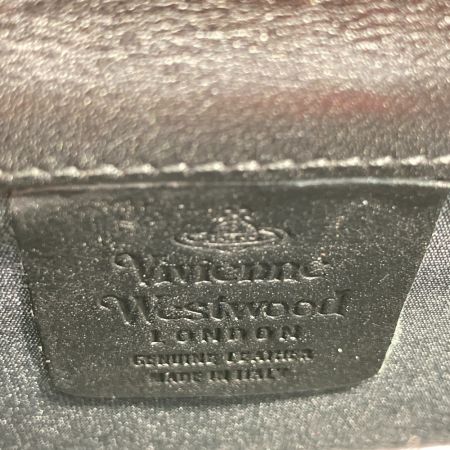 Vivienne
Westwood
LONDON
GENUINE LEATHER
MADE IN ITALY